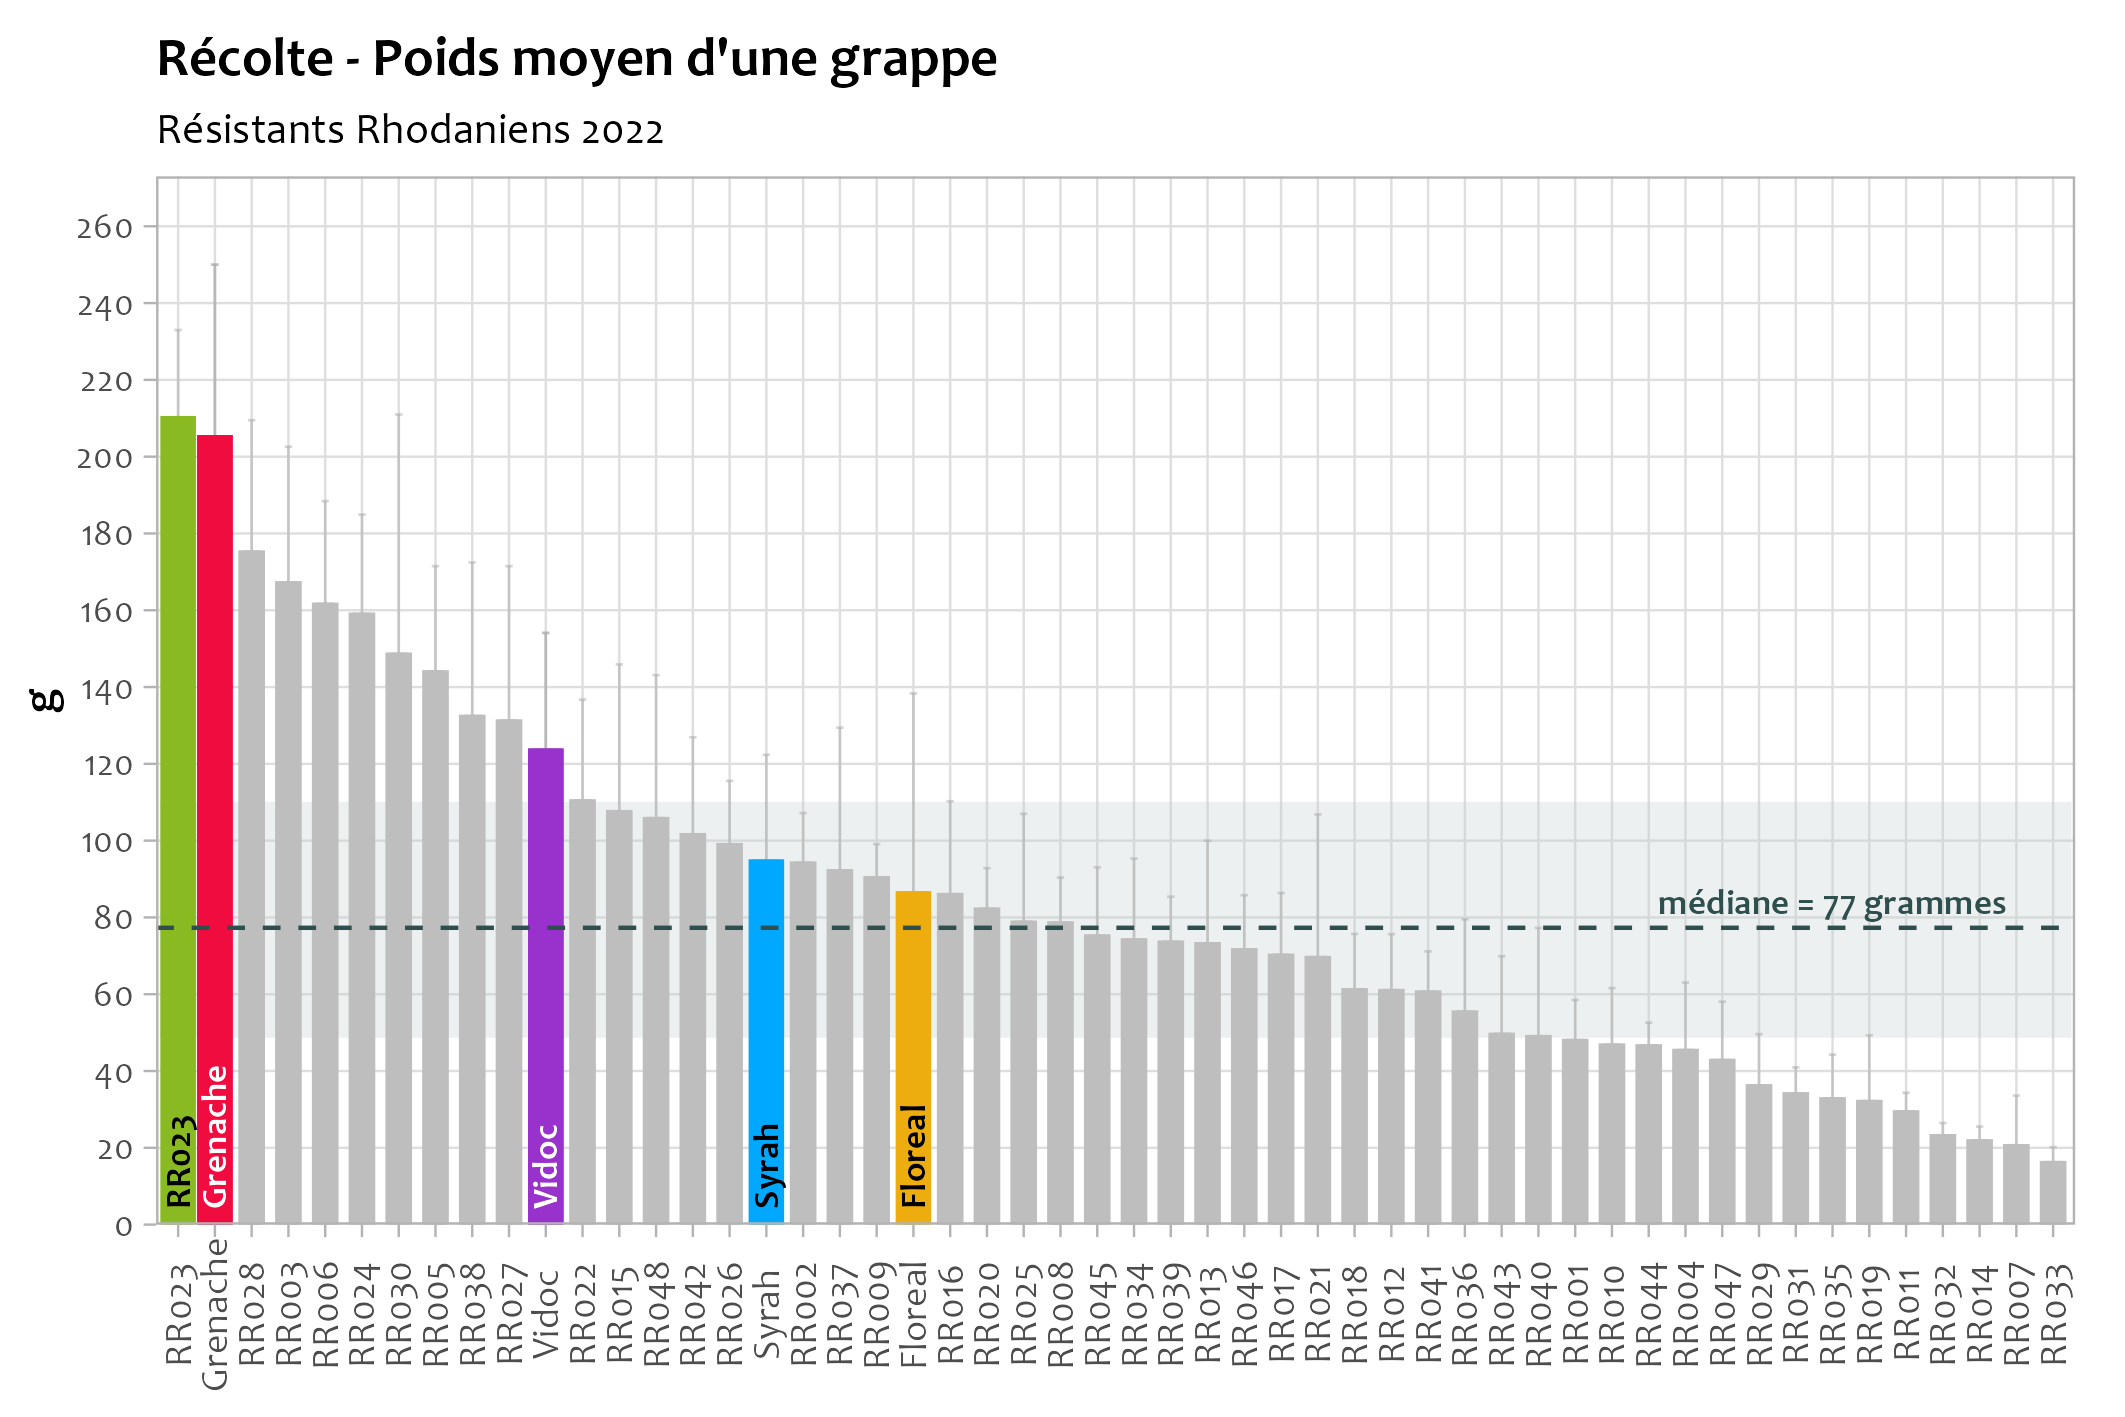 Récolte - Poids moyen d'une grappe
Résistants Rhodaniens 2022
g
260
240
220
200
180
160
140
120
100
80
60
40
20
0
médiane = 77 grammes
RR023
Grenache
Vidoc
Syrah
Floreal
RR023
Grenache
RR028
RR003
RR006
RR024
RR030
RR005
RR038
RR027
Vidoc
RR022
RR015
RR048
RR042
RR026
Syrah
RR002
RR037
RR009
Floreal
RR016
RR020
RR025
RR008
RR045
RR034
RR039
RR013
RR046
RR017
RR021
RR018
RR012
RR041
RR036
RR043
RR040
RR001
RR010
RR044
RR004
RR047
RR029
RR031
RR035
RR019
RR011
RR032
RR014
RR007
RR033